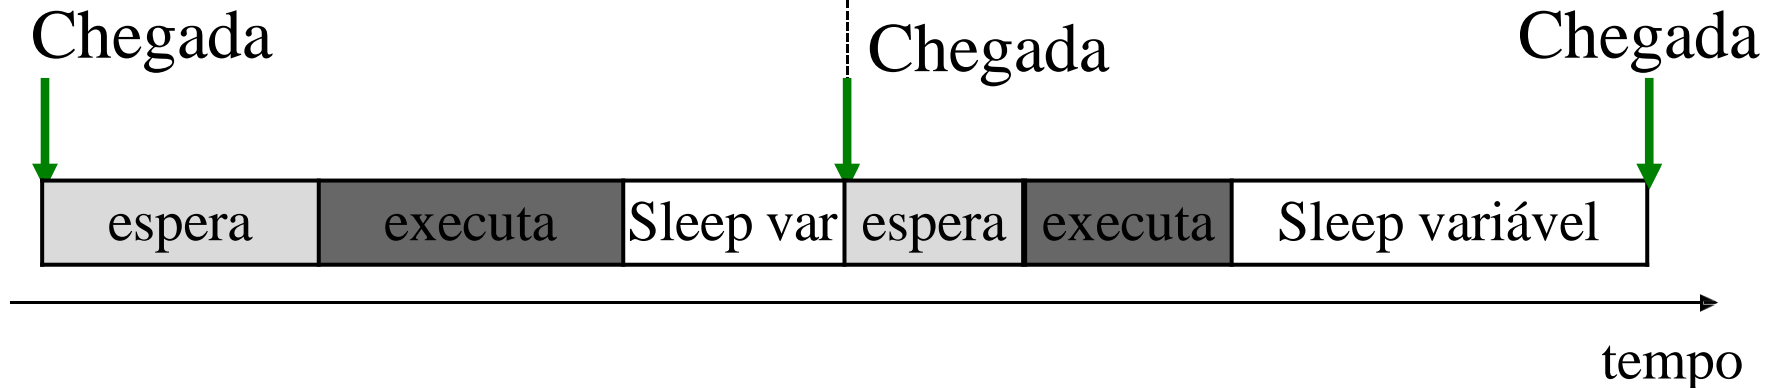 Chegada
Chegada
Chegada
espera executa Sleep var espera executa Sleep variável
tempo